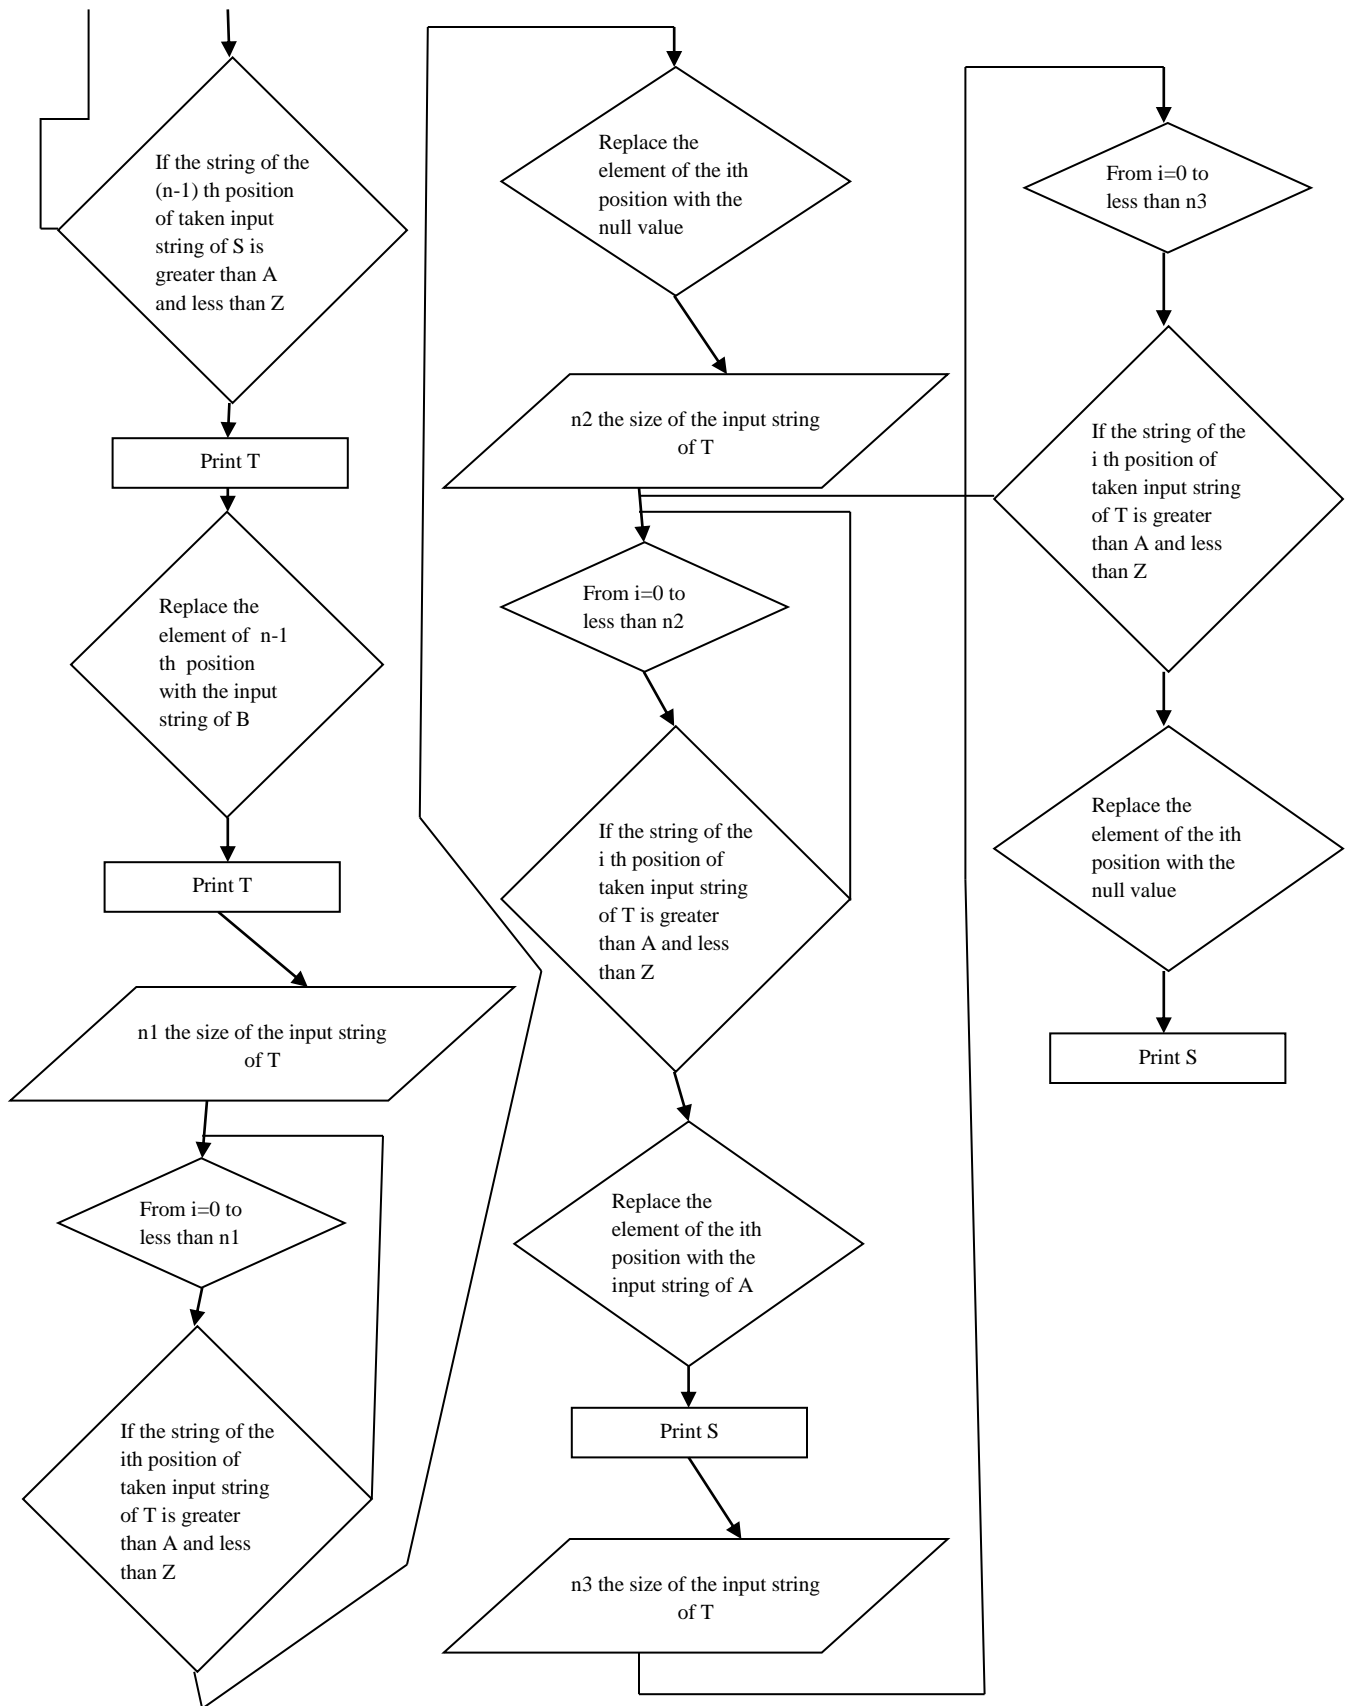 If the string of the
(n-1) th position
of taken input
string of S is
greater than A
and less than Z
Print T
Replace the
element of  n-1
th  position
with the input
string of B
Print T
n1 the size of the input string
of T
From i=0 to
less than n1
If the string of the
ith position of
taken input string
of T is greater
than A and less
than Z
Replace the
element of the ith
position with the
null value
n2 the size of the input string
of T
From i=0 to
less than n2
If the string of the
i th position of
taken input string
of T is greater
than A and less
than Z
Replace the
element of the ith
position with the
input string of A
Print S
n3 the size of the input string
of T
From i=0 to
less than n3
If the string of the
i th position of
taken input string
of T is greater
than A and less
than Z
Replace the
element of the ith
position with the
null value
Print S